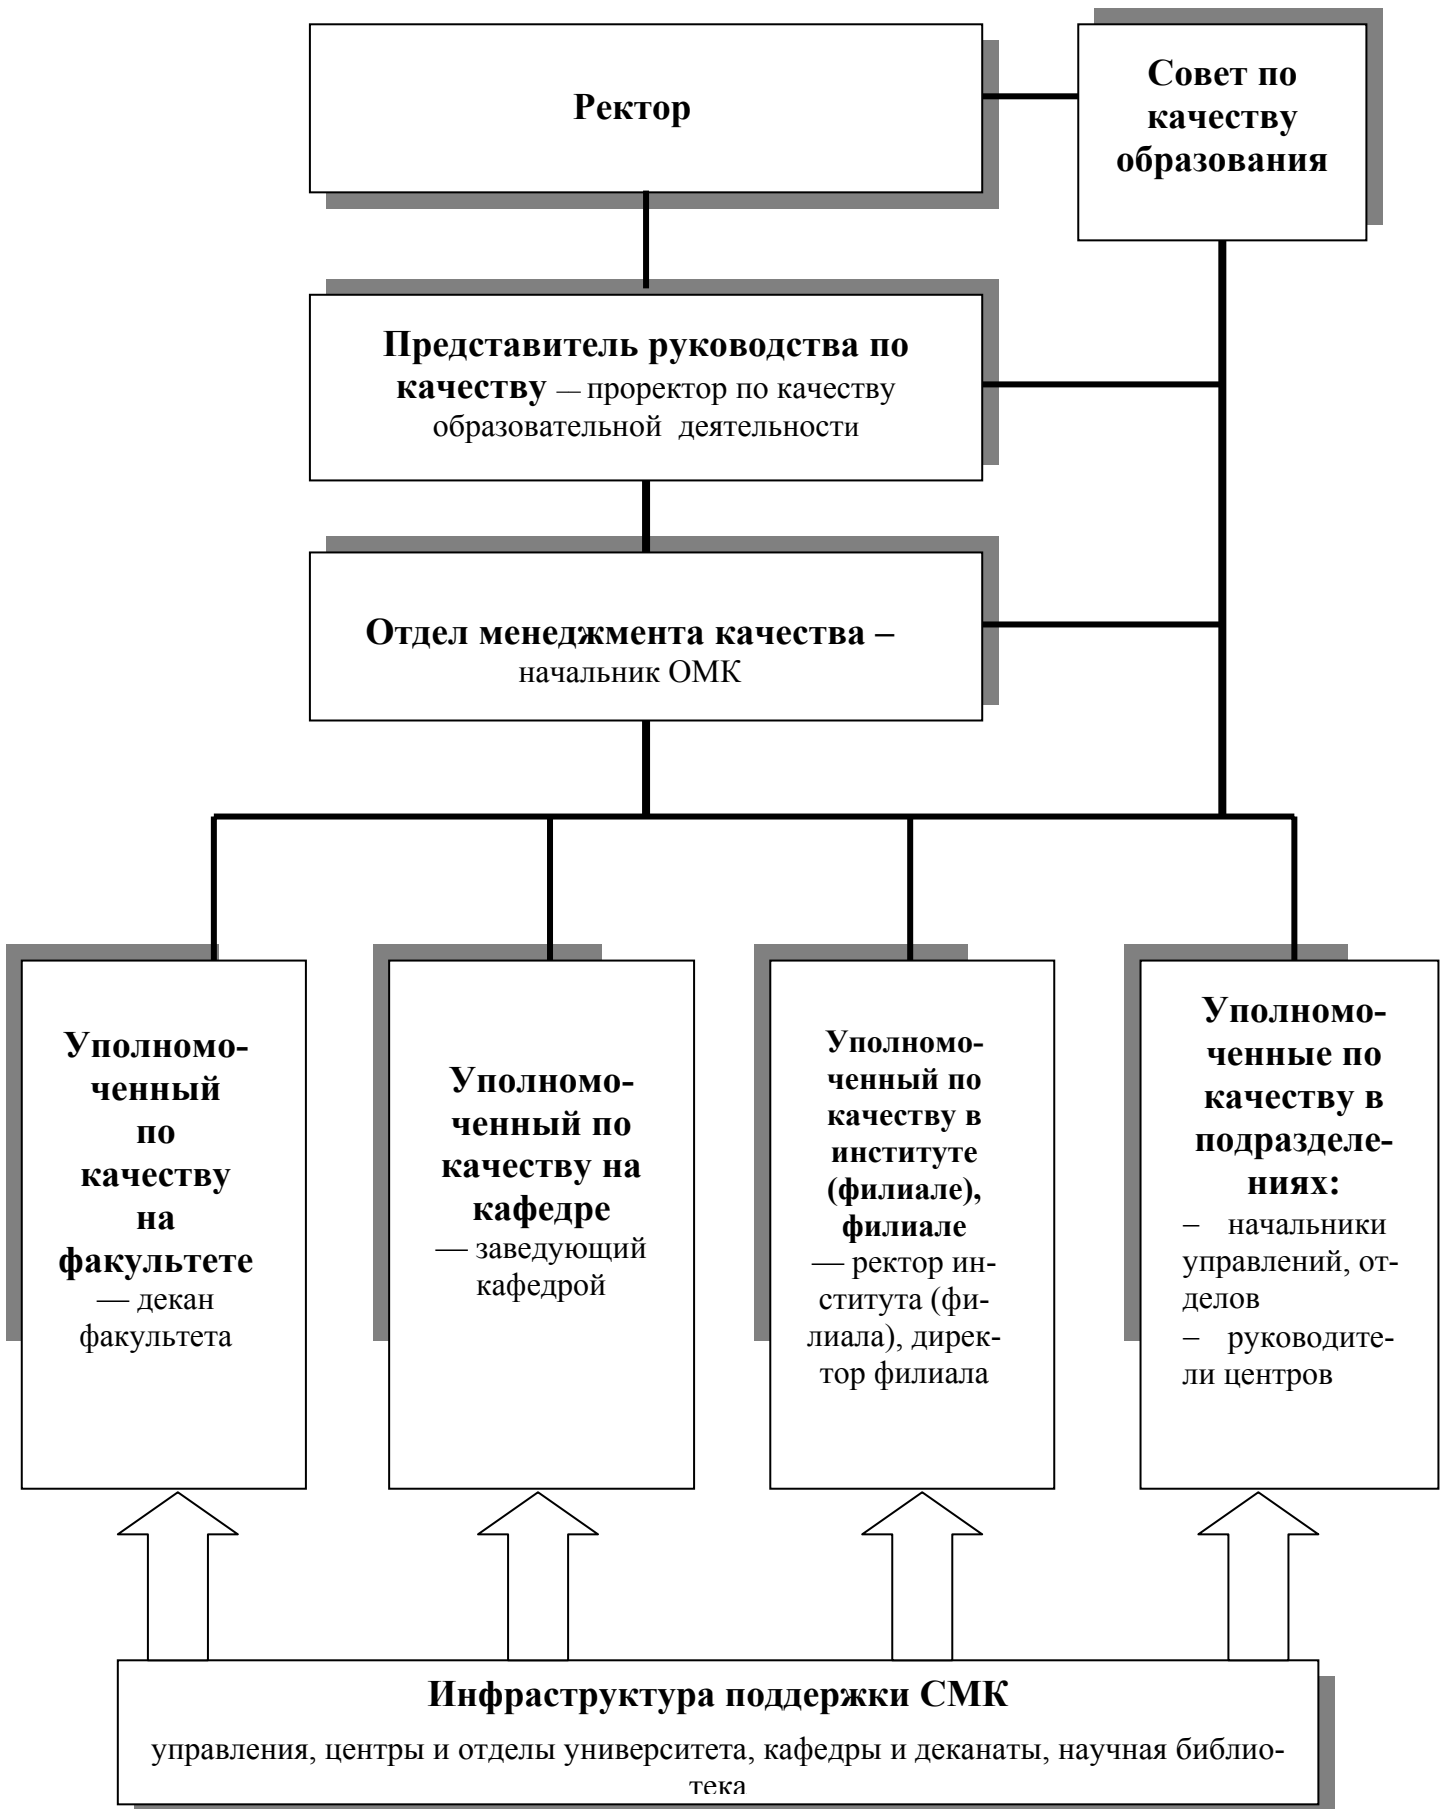 Ректор
Совет по
качеству
образования
Представитель руководства по
качеству — проректор по качеству
образовательной деятельности
Отдел менеджмента качества –
начальник ОМК
Уполномо-
ченный
по
качеству
на
факультете
— декан
факультета
Уполномо-
ченный по
качеству на
кафедре
— заведующий
кафедрой
Уполномо-
ченный по
качеству в
институте
(филиале),
филиале
— ректор ин-
ститута (фи-
лиала), дирек-
тор филиала
Уполномо-
ченные по
качеству в
подразделе-
ниях:
– начальники
управлений, от-
делов
– руководите-
ли центров
Инфраструктура поддержки СМК
управления, центры и отделы университета, кафедры и деканаты, научная библио-
тека